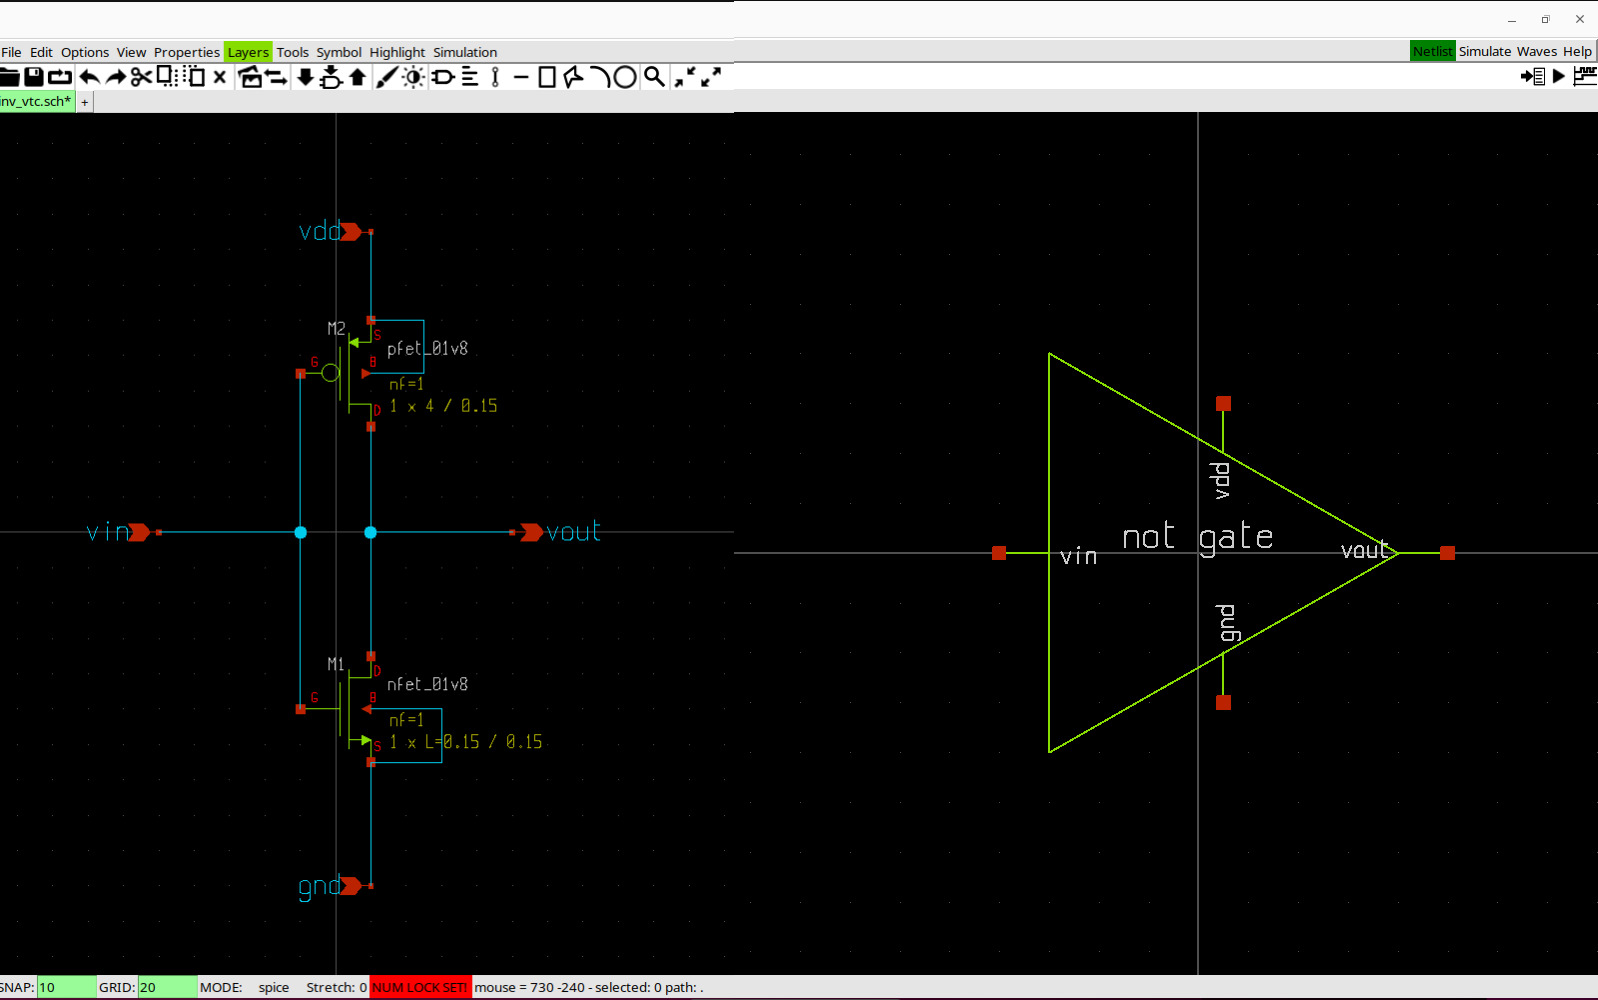 File Edit Options View Properties Layers Tools Symbol Highlight Simulation
Netlist Simulate Waves Help
inv_vtc.sch* +
vdd
M2
S
pfet_01v8
G
B
nf=1
D
1 x 4 / 0.15
vin
vout
M1
D
nfet_01v8
G
B
nf=1
S
1 x L=0.15 / 0.15
gnd
vdd
not gate
vin
vout
gnd
SNAP: 10 GRID: 20 MODE: spice Stretch: 0 NUM LOCK SET! mouse = 730 -240 - selected: 0 path: .